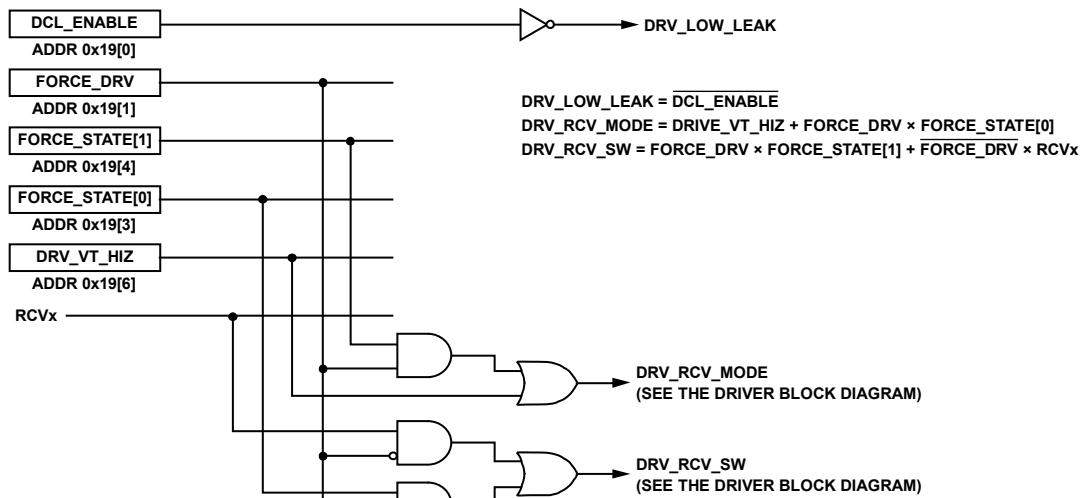 DCL_ENABLE
ADDR 0x19[0]
DRV_LOW_LEAK
FORCE_DRV
ADDR 0x19[1]
DRV_LOW_LEAK = DCL_ENABLE
DRV_RCV_MODE = DRIVE_VT_HIZ + FORCE_DRV × FORCE_STATE[0]
DRV_RCV_SW = FORCE_DRV × FORCE_STATE[1] + FORCE_DRV × RCVx
FORCE_STATE[1]
ADDR 0x19[4]
FORCE_STATE[0]
ADDR 0x19[3]
DRV_VT_HIZ
ADDR 0x19[6]
RCVx
DRV_RCV_MODE
(SEE THE DRIVER BLOCK DIAGRAM)
DRV_RCV_SW
(SEE THE DRIVER BLOCK DIAGRAM)